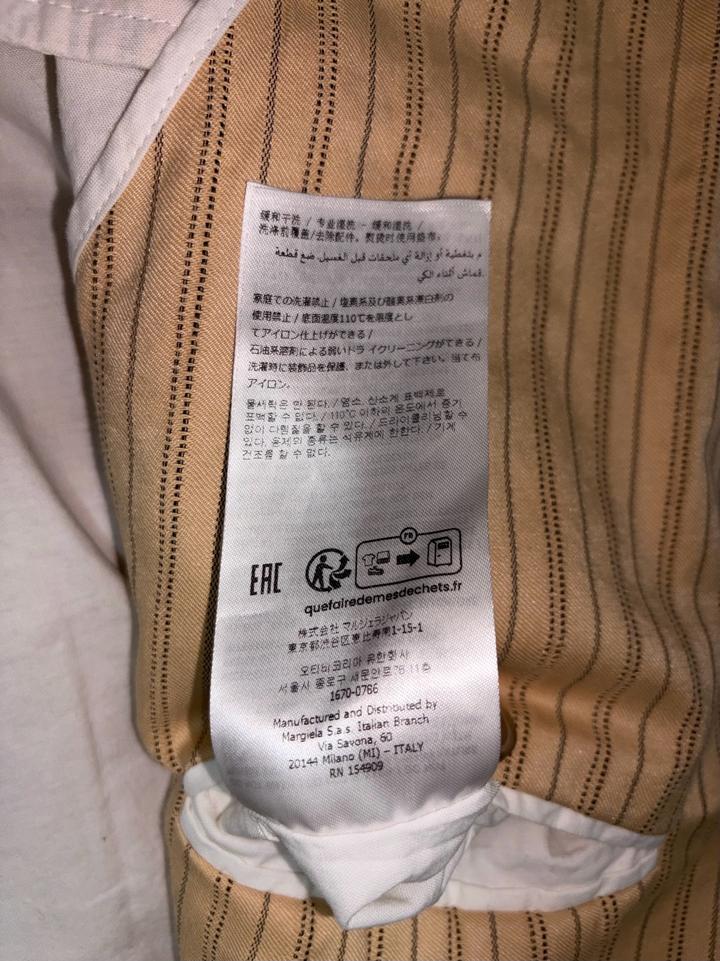 缓和干洗 / 专业湿洗 - 缓和湿洗 /
洗涤前覆盖/去除配件。熨烫时使用垫布。
م بتغطية أو إزالة أي ملحقات قبل الغسيل. ضع قطعة
قماش أثناء الكي.
家庭での洗濯禁止 / 塩素系及び酸素系漂白剤の
使用禁止 / 底面温度110℃を限度とし
てアイロン仕上げができる /
石油系溶剤による弱いドライクリーニングができる /
洗濯時に装飾品を保護、または外して下さい。当て布
アイロン.
물세탁은 안 된다. / 염소, 산소계 표백제로
표백할 수 없다. / 110℃ 이하의 온도에서 증기
없이 다림질을 할 수 있다. / 드라이클리닝할 수
있다. 용제의 종류는 석유계에 한한다. / 기계
건조를 할 수 없다.
EAC
FR
quefairedemesdechets.fr
株式会社 マルジェラジャパン
東京都渋谷区恵比寿南1-15-1
오티비코리아 유한회사
서울시 종로구 새문안로 76 11층
1670-0786
Manufactured and Distributed by
Margiela S.a.s. Italian Branch
Via Savona, 60
20144 Milano (MI) – ITALY
RN 154909